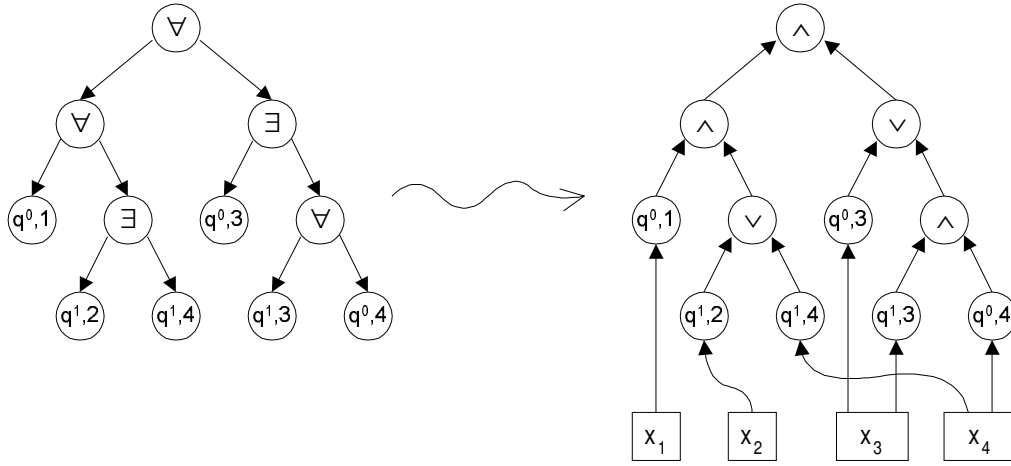 ∀
∀ ∃
q⁰,1 ∃ q⁰,3 ∀
q¹,2 q¹,4 q¹,3 q⁰,4
∧
∧ ∨
q⁰,1 ∨ q⁰,3 ∧
q¹,2 q¹,4 q¹,3 q⁰,4
x₁ x₂ x₃ x₄